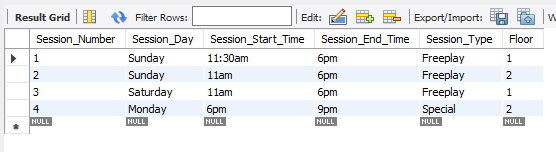 Result Grid Filter Rows: Edit: Export/Import: W
Session_Number Session_Day Session_Start_Time Session_End_Time Session_Type Floor
1 Sunday 11:30am 6pm Freeplay 1
2 Sunday 11am 6pm Freeplay 2
3 Saturday 11am 6pm Freeplay 1
4 Monday 6pm 9pm Special 2
NULL NULL NULL NULL NULL NULL